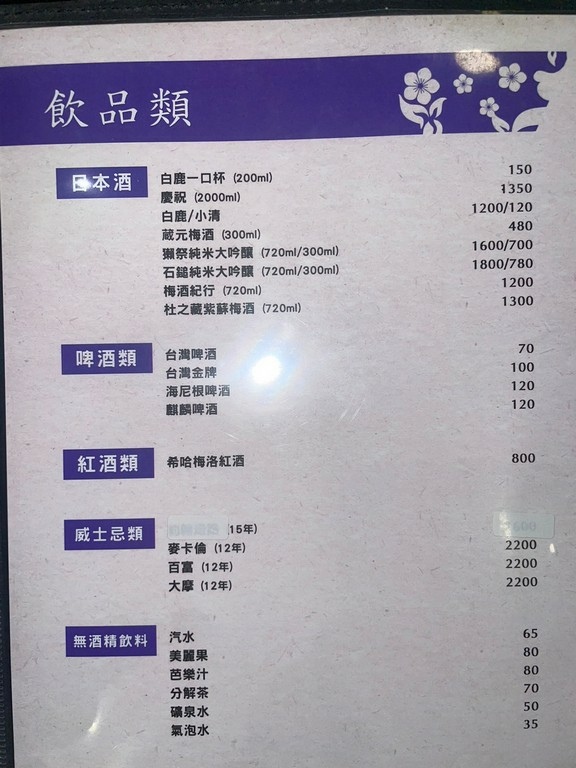 飲品類
日本酒
白鹿一口杯 (200ml) 150
慶祝 (2000ml) 1350
白鹿/小清 1200/120
蔵元梅酒 (300ml) 480
獺祭純米大吟釀 (720ml/300ml) 1600/700
石鎚純米大吟釀 (720ml/300ml) 1800/780
梅酒紀行 (720ml) 1200
杜之藏紫蘇梅酒 (720ml) 1300
啤酒類
台灣啤酒 70
台灣金牌 100
海尼根啤酒 120
麒麟啤酒 120
紅酒類
希哈梅洛紅酒 800
威士忌類
(15年)
麥卡倫 (12年) 2200
百富 (12年) 2200
大摩 (12年) 2200
無酒精飲料
汽水 65
美麗果 80
芭樂汁 80
分解茶 70
礦泉水 50
氣泡水 35